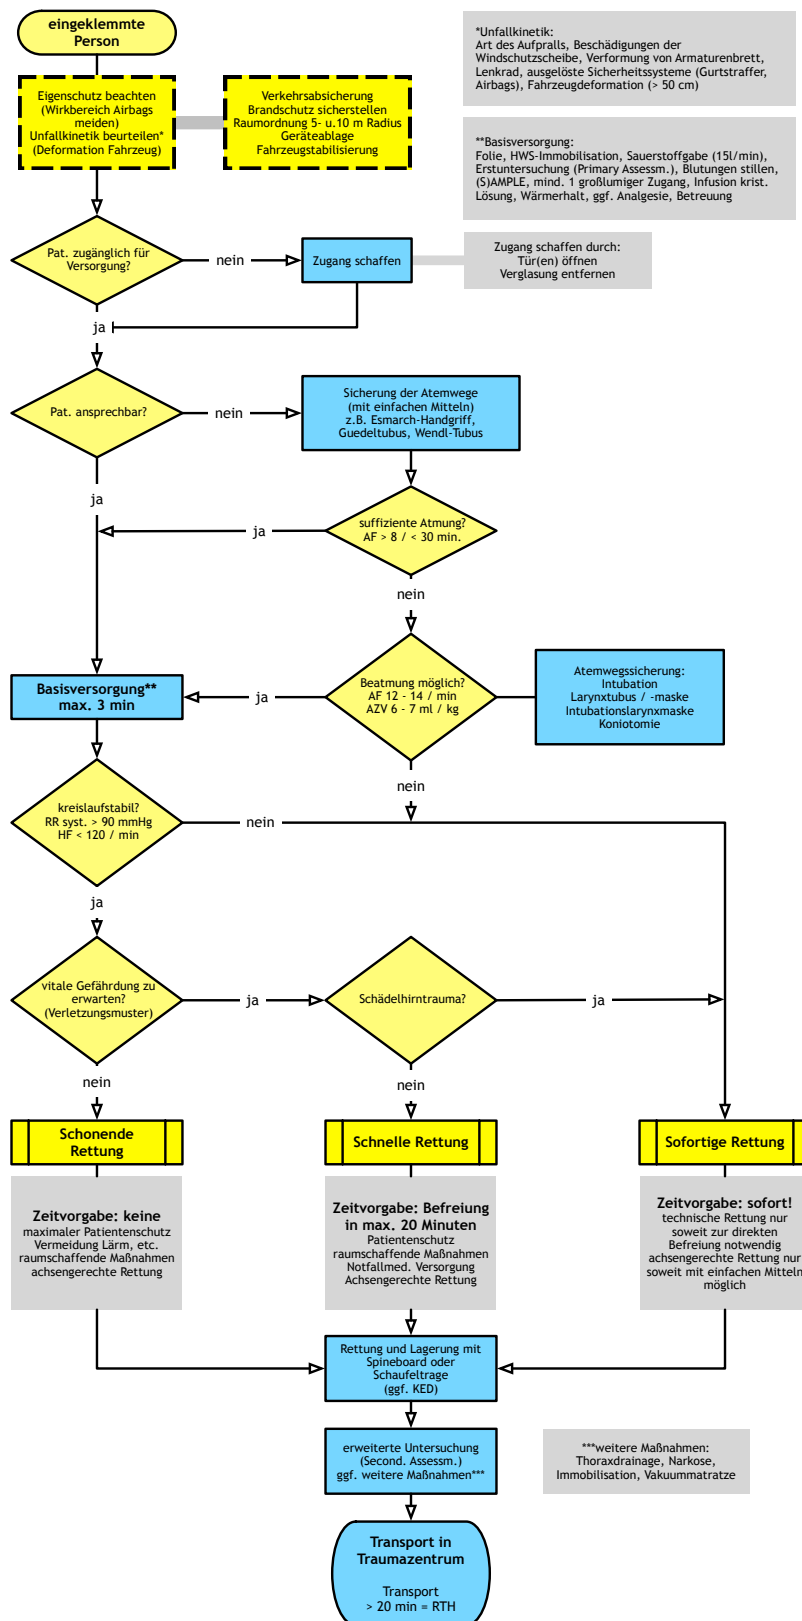 eingeklemmte
Person
*Unfallkinetik:
Art des Aufpralls, Beschädigungen der
Windschutzscheibe, Verformung von Armaturenbrett,
Lenkrad, ausgelöste Sicherheitssysteme (Gurtstraffer,
Airbags), Fahrzeugdeformation (> 50 cm)
Eigenschutz beachten
(Wirkbereich Airbags
meiden)
Unfallkinetik beurteilen*
(Deformation Fahrzeug)
Verkehrsabsicherung
Brandschutz sicherstellen
Raumordnung 5- u.10 m Radius
Geräteablage
Fahrzeugstabilisierung
**Basisversorgung:
Folie, HWS-Immobilisation, Sauerstoffgabe (15l/min),
Erstuntersuchung (Primary Assessm.), Blutungen stillen,
(S)AMPLE, mind. 1 großlumiger Zugang, Infusion krist.
Lösung, Wärmerhalt, ggf. Analgesie, Betreuung
Pat. zugänglich für
Versorgung?
nein
Zugang schaffen
Zugang schaffen durch:
Tür(en) öffnen
Verglasung entfernen
ja
Pat. ansprechbar?
nein
Sicherung der Atemwege
(mit einfachen Mitteln)
z.B. Esmarch-Handgriff,
Guedeltubus, Wendl-Tubus
ja
suffiziente Atmung?
AF > 8 / < 30 min.
ja
nein
Basisversorgung**
max. 3 min
ja
Beatmung möglich?
AF 12 - 14 / min
AZV 6 - 7 ml / kg
Atemwegssicherung:
Intubation
Larynxtubus / -maske
Intubationslarynxmaske
Koniotomie
nein
kreislaufstabil?
RR syst. > 90 mmHg
HF < 120 / min
nein
ja
vitale Gefährdung zu
erwarten?
(Verletzungsmuster)
ja
Schädelhirntrauma?
ja
nein
nein
Schonende
Rettung
Schnelle Rettung
Sofortige Rettung
Zeitvorgabe: keine
maximaler Patientenschutz
Vermeidung Lärm, etc.
raumschaffende Maßnahmen
achsengerechte Rettung
Zeitvorgabe: Befreiung
in max. 20 Minuten
Patientenschutz
raumschaffende Maßnahmen
Notfallmed. Versorgung
Achsengerechte Rettung
Zeitvorgabe: sofort!
technische Rettung nur
soweit zur direkten
Befreiung notwendig
achsengerechte Rettung nur
soweit mit einfachen Mitteln
möglich
Rettung und Lagerung mit
Spineboard oder
Schaufeltrage
(ggf. KED)
erweiterte Untersuchung
(Second. Assessm.)
ggf. weitere Maßnahmen***
***weitere Maßnahmen:
Thoraxdrainage, Narkose,
Immobilisation, Vakuummatratze
Transport in
Traumazentrum
Transport
> 20 min = RTH